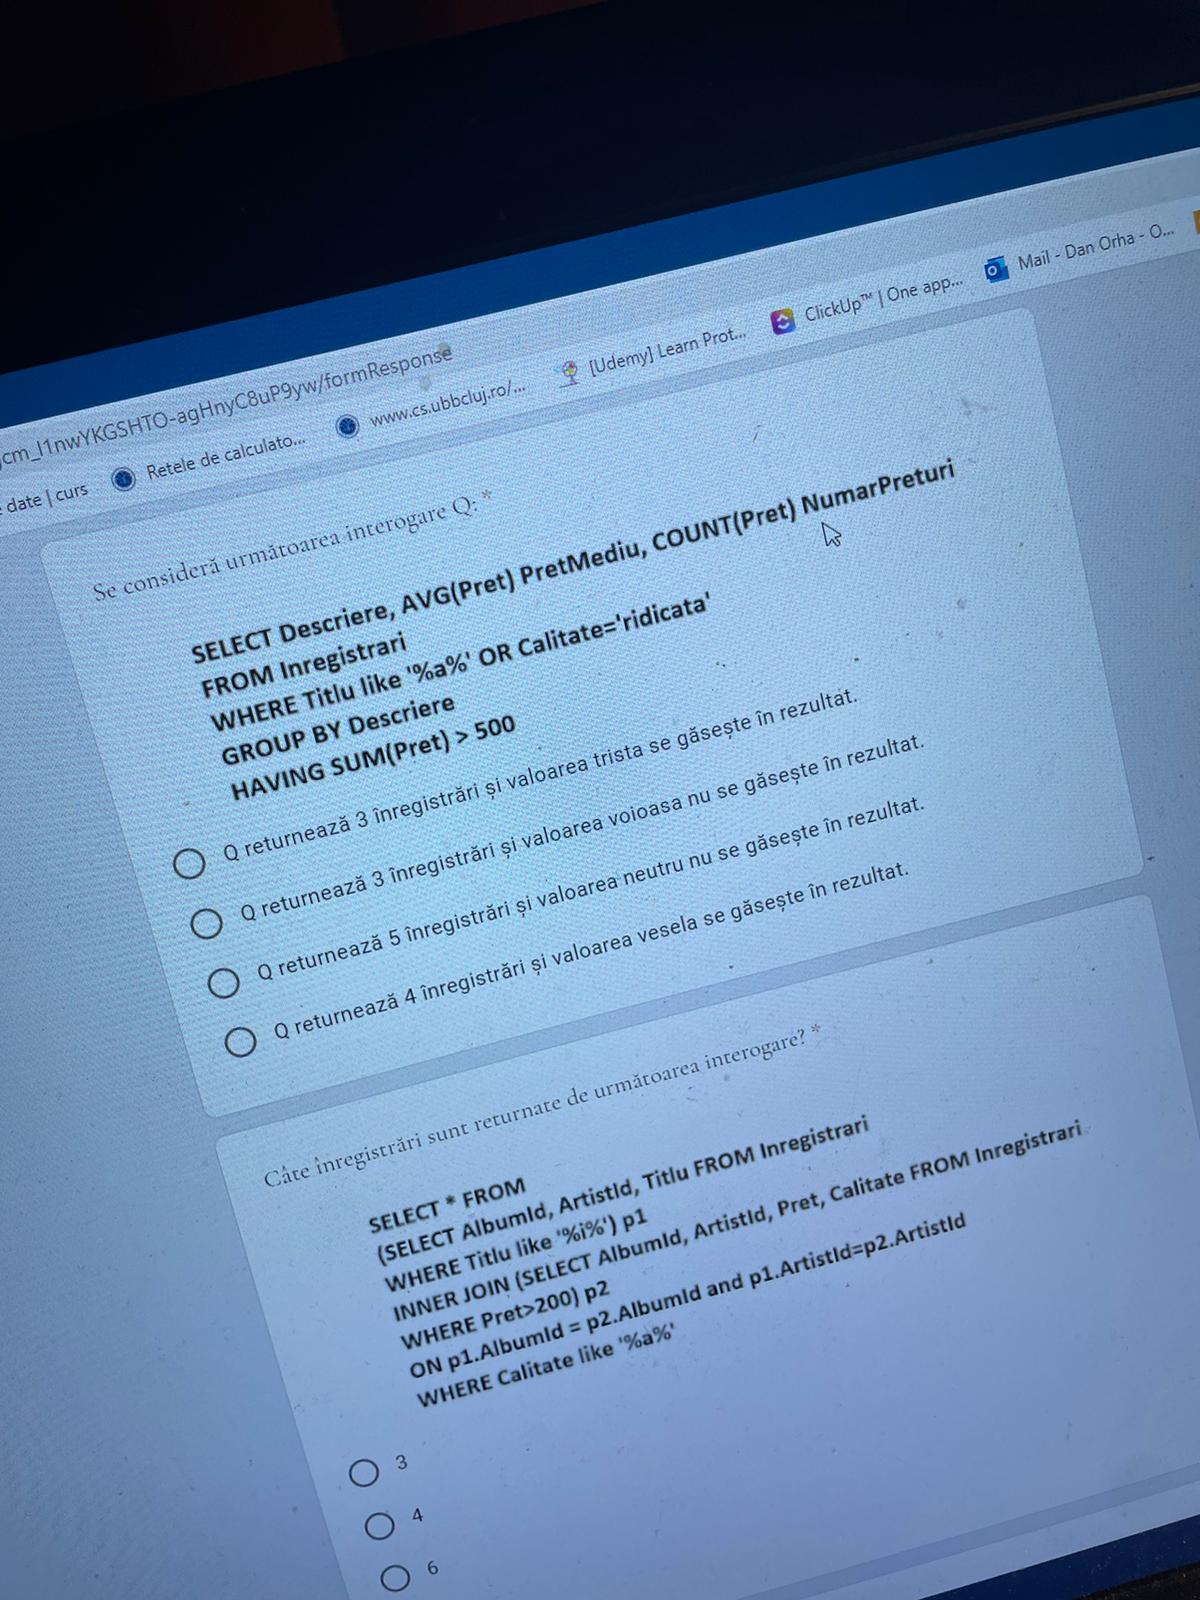 cm_l1nwYKGSHTO-agHnyC8uP9yw/formResponse
date | curs
Retele de calculato...
www.cs.ubbcluj.ro/...
[Udemy] Learn Prot...
ClickUp™ | One app...
Mail - Dan Orha - O...
Se consideră următoarea interogare Q: *
SELECT Descriere, AVG(Pret) PretMediu, COUNT(Pret) NumarPreturi
FROM Inregistrari
WHERE Titlu like '%a%' OR Calitate='ridicata'
GROUP BY Descriere
HAVING SUM(Pret) > 500
Q returnează 3 înregistrări și valoarea trista se găsește în rezultat.
Q returnează 3 înregistrări și valoarea voioasa nu se găsește în rezultat.
Q returnează 5 înregistrări și valoarea neutru nu se găsește în rezultat.
Q returnează 4 înregistrări și valoarea vesela se găsește în rezultat.
Câte înregistrări sunt returnate de următoarea interogare? *
SELECT * FROM
(SELECT AlbumId, ArtistId, Titlu FROM Inregistrari
WHERE Titlu like '%i%') p1
INNER JOIN (SELECT AlbumId, ArtistId, Pret, Calitate FROM Inregistrari
WHERE Pret>200) p2
ON p1.AlbumId = p2.AlbumId and p1.ArtistId=p2.ArtistId
WHERE Calitate like '%a%'
3
4
6